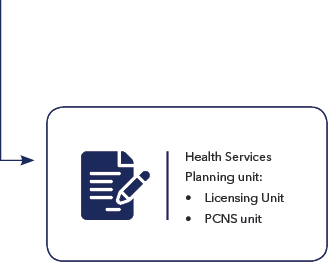 Health Services
Planning unit:
• Licensing Unit
• PCNS unit